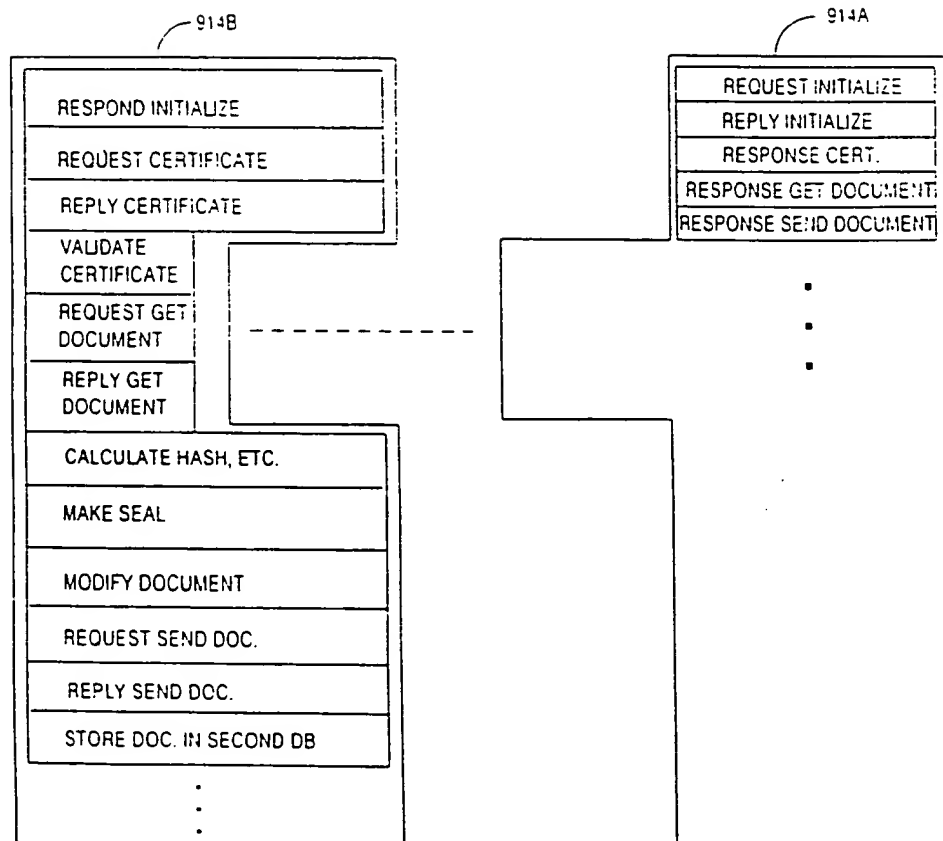 914B
RESPOND INITIALIZE
REQUEST CERTIFICATE
REPLY CERTIFICATE
VALIDATE
CERTIFICATE
REQUEST GET
DOCUMENT
REPLY GET
DOCUMENT
CALCULATE HASH, ETC.
MAKE SEAL
MODIFY DOCUMENT
REQUEST SEND DOC.
REPLY SEND DOC.
STORE DOC. IN SECOND DB
914A
REQUEST INITIALIZE
REPLY INITIALIZE
RESPONSE CERT.
RESPONSE GET DOCUMENT
RESPONSE SEND DOCUMENT